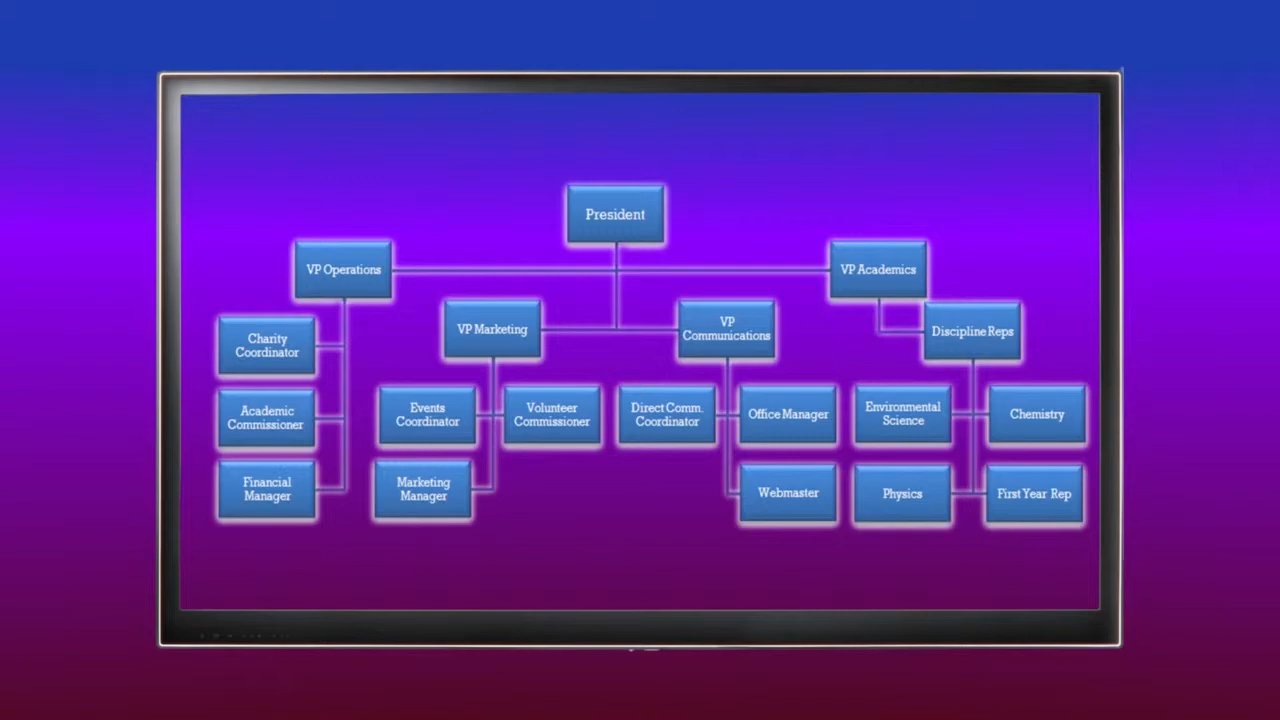 President
VP Operations
VP Academics
VP Marketing
VP
Communications
Discipline Reps
Charity
Coordinator
Academic
Commissioner
Financial
Manager
Events
Coordinator
Volunteer
Commissioner
Marketing
Manager
Direct Comm.
Coordinator
Office Manager
Webmaster
Environmental
Science
Chemistry
Physics
First Year Rep